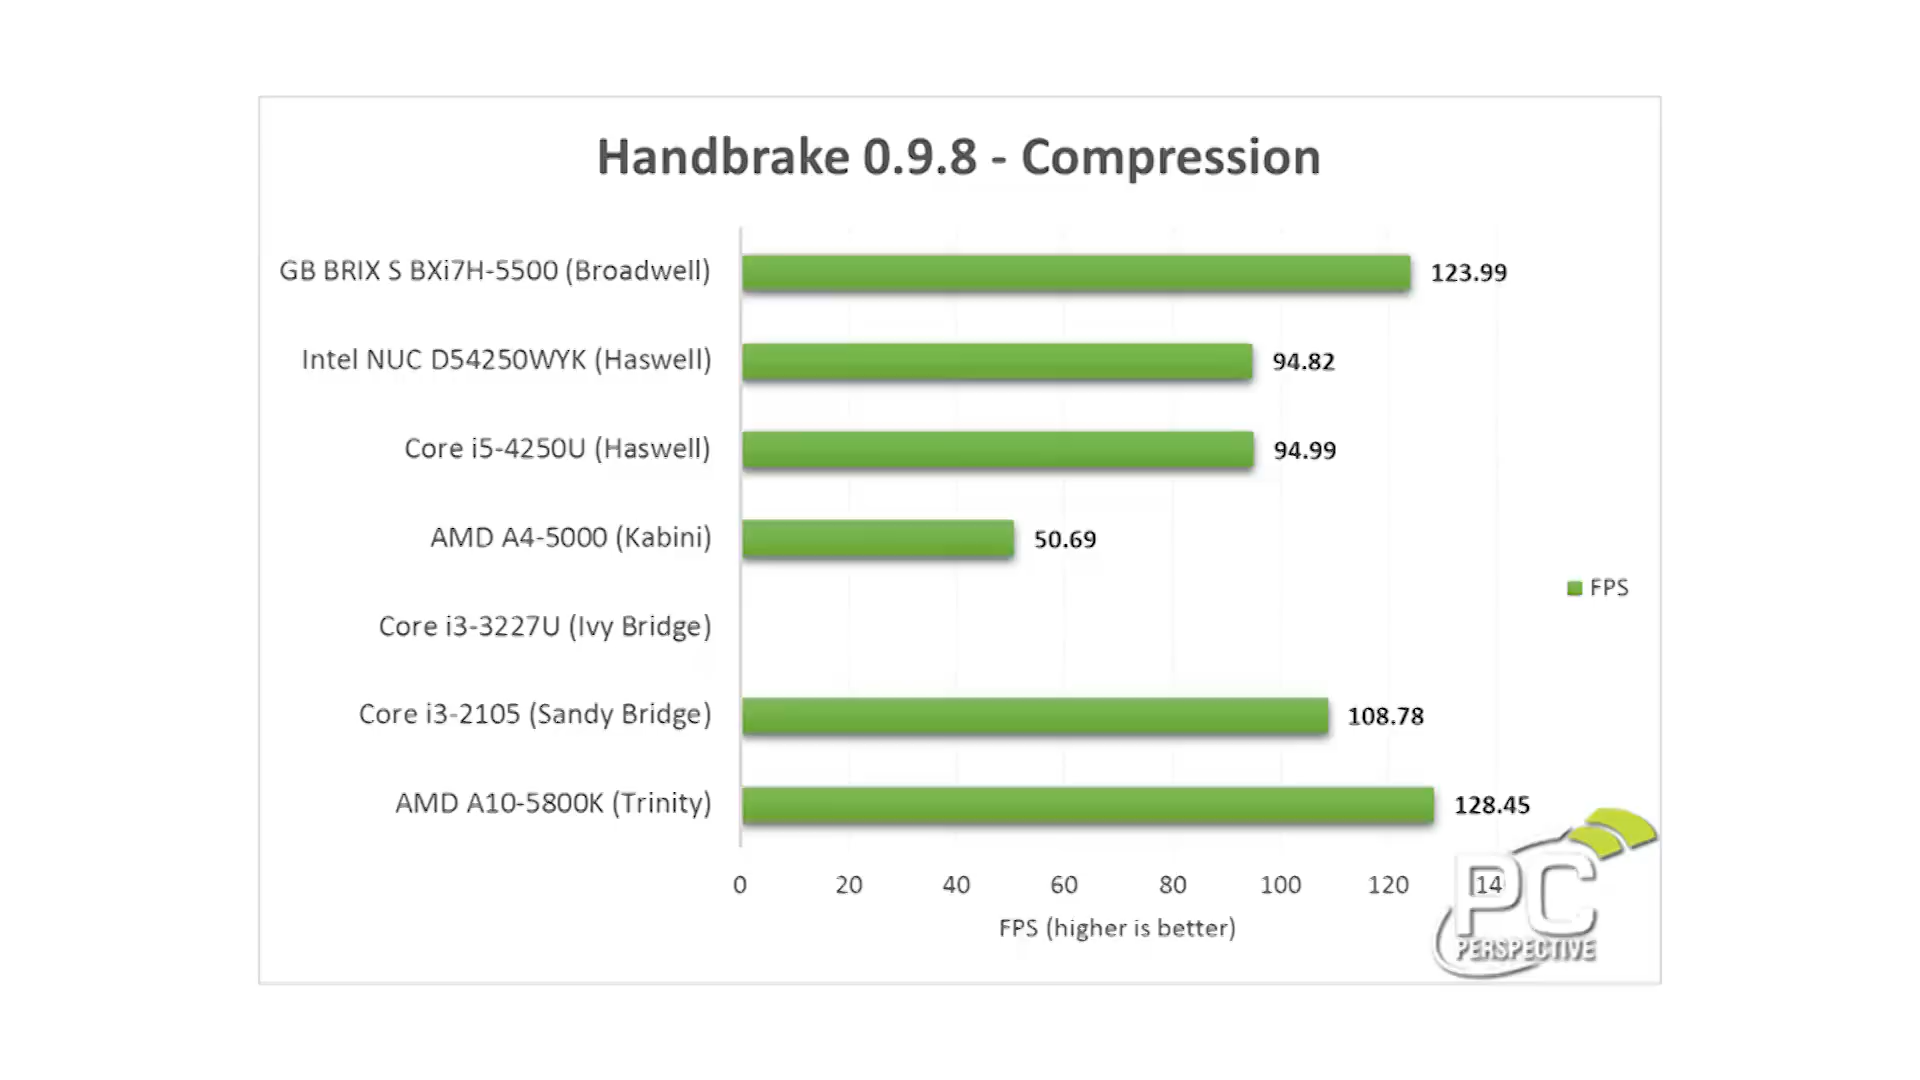 Handbrake 0.9.8 - Compression
GB BRIX S BXi7H-5500 (Broadwell)
123.99
Intel NUC D54250WYK (Haswell)
94.82
Core i5-4250U (Haswell)
94.99
AMD A4-5000 (Kabini)
50.69
FPS
Core i3-3227U (Ivy Bridge)
Core i3-2105 (Sandy Bridge)
108.78
AMD A10-5800K (Trinity)
128.45
0 20 40 60 80 100 120 14
FPS (higher is better)
PC
PERSPECTIVE